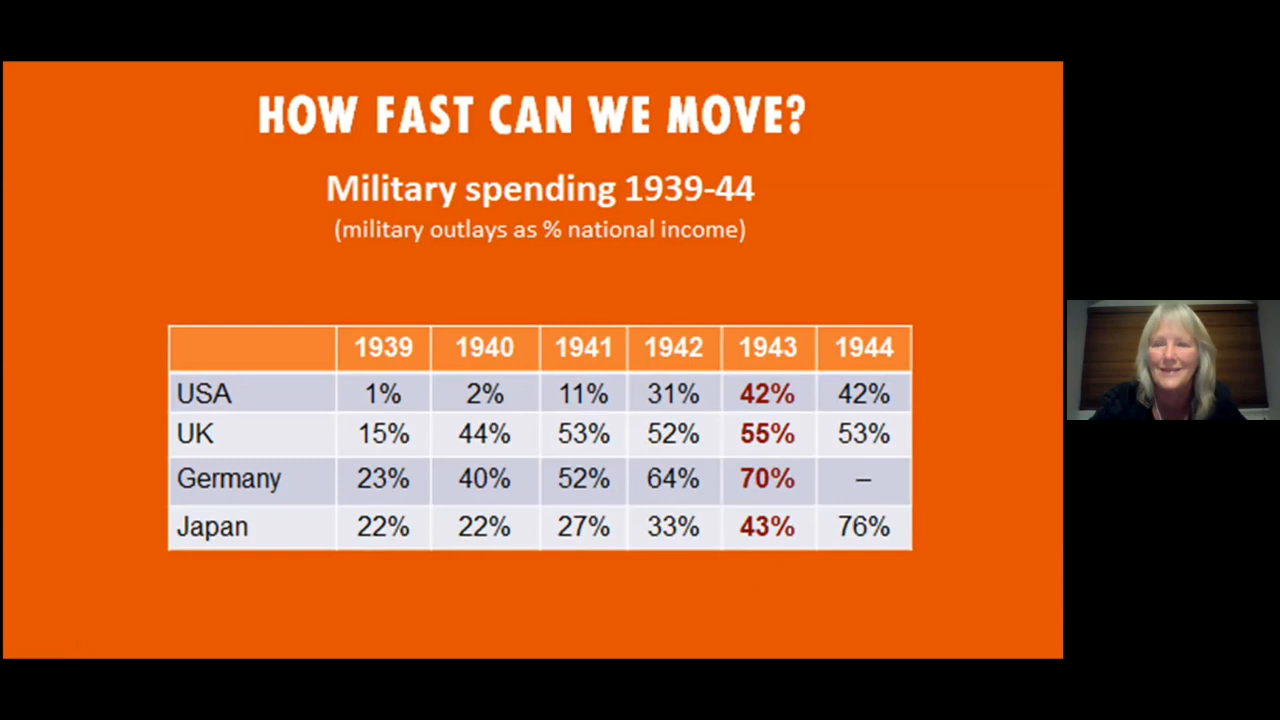 HOW FAST CAN WE MOVE?
Military spending 1939-44
(military outlays as % national income)
1939 1940 1941 1942 1943 1944
USA 1% 2% 11% 31% 42% 42%
UK 15% 44% 53% 52% 55% 53%
Germany 23% 40% 52% 64% 70% –
Japan 22% 22% 27% 33% 43% 76%